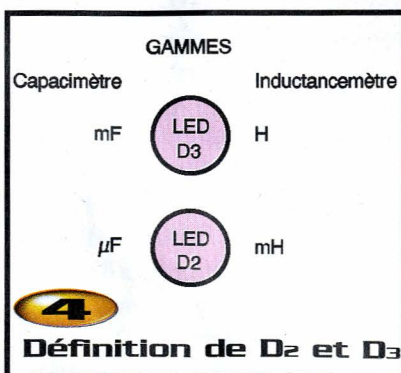 GAMMES
Capacimètre Inductancemètre
mF LED D3 H
µF LED D2 mH
4
Définition de D2 et D3